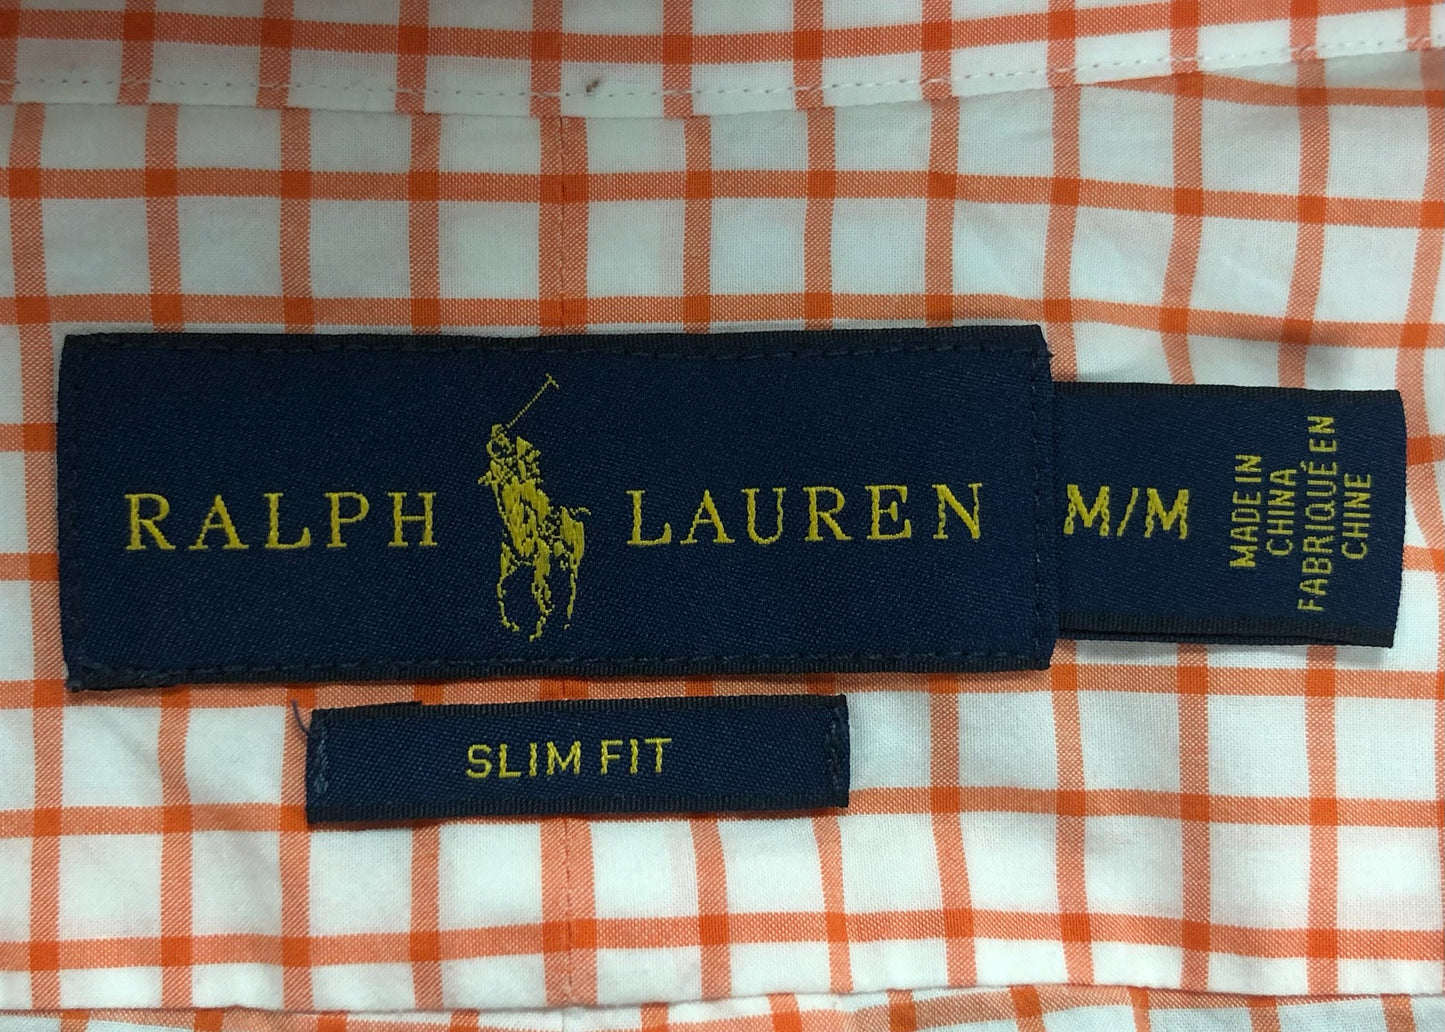 RALPH LAUREN
M/M
MADE IN
CHINA
FABRIQUÉ EN
CHINE
SLIM FIT